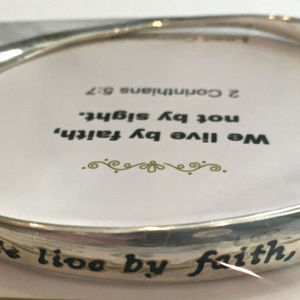 We live by faith,
not by sight.
2 Corinthians 5:7
live by faith,